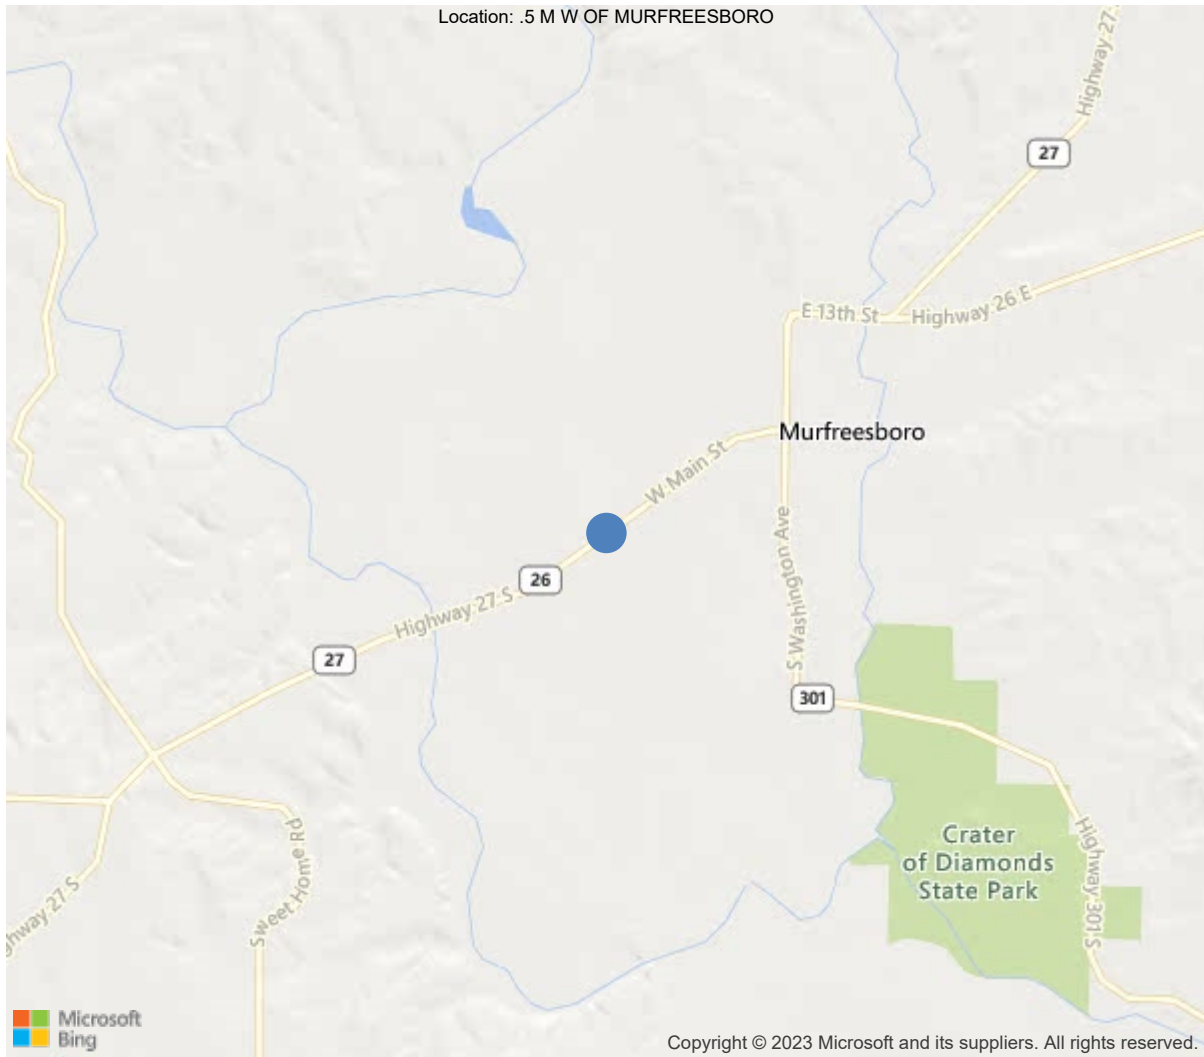 Location: .5 M W OF MURFREESBORO
Highway 27
27
E 13th St
Highway 26 E
Murfreesboro
W Main St
26
Highway 27 S
27
S Washington Ave
301
Crater
of Diamonds
State Park
Highway 301 S
Sweet Home Rd
ghway 27 S
Microsoft
Bing
Copyright © 2023 Microsoft and its suppliers. All rights reserved.